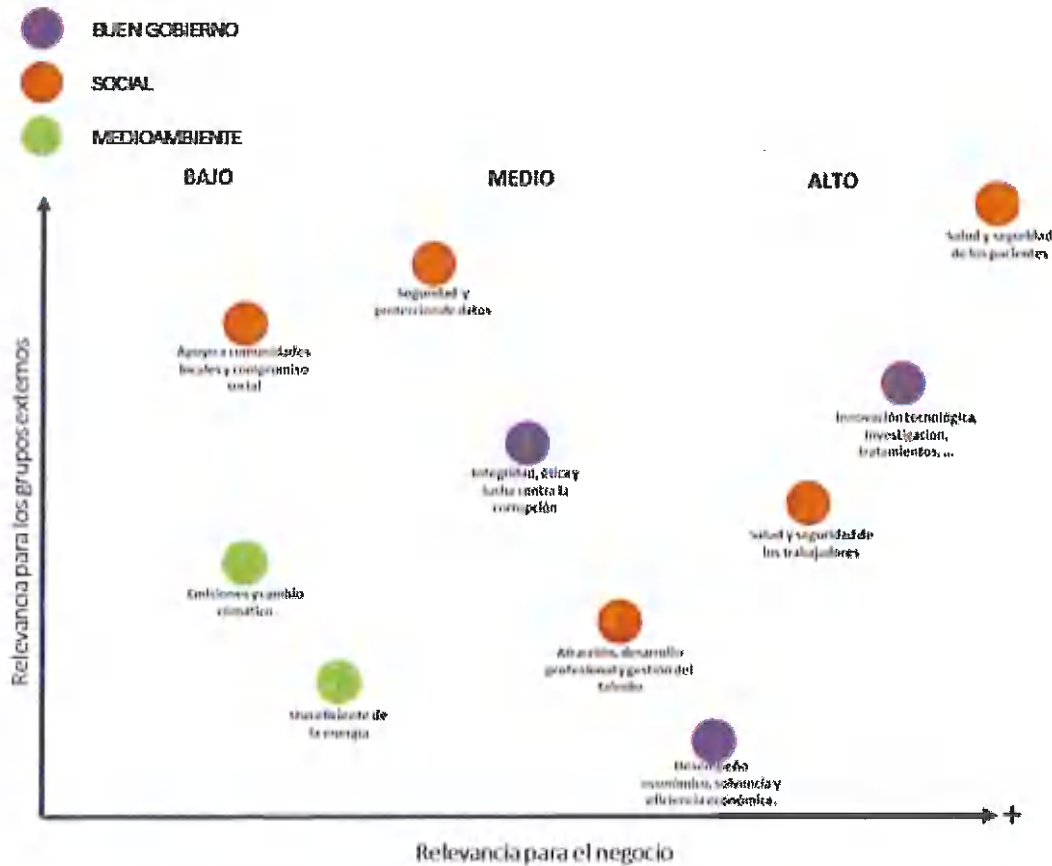 BUEN GOBIERNO
SOCIAL
MEDIOAMBIENTE
BAJO MEDIO ALTO
Salud y seguridad
de los pacientes
Seguridad y
protección de datos
Apoyo a comunidades
locales y compromiso
social
Innovación tecnológica,
investigación,
tratamientos, ...
Integridad, ética y
lucha contra la
corrupción
Salud y seguridad de
los trabajadores
Emisiones y cambio
climático
Atracción, desarrollo
profesional y gestión del
talento
Uso eficiente de
la energía
Desempeño
económico, solvencia y
eficiencia económica.
Relevancia para los grupos externos
+
Relevancia para el negocio